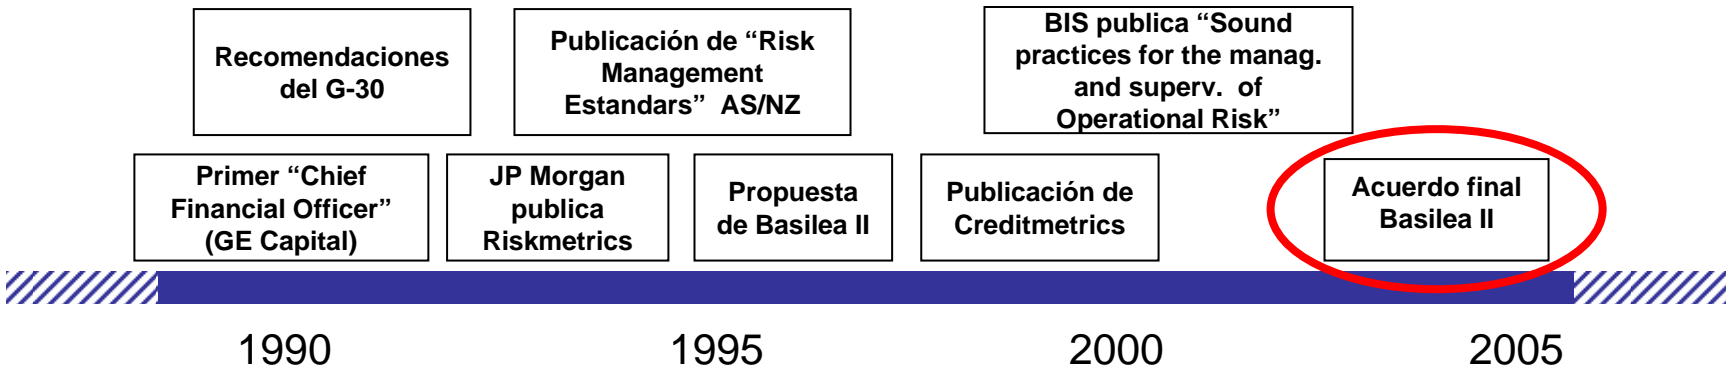 Recomendaciones
del G-30
Publicación de “Risk
Management
Estandars” AS/NZ
BIS publica “Sound
practices for the manag.
and superv. of
Operational Risk”
Primer “Chief
Financial Officer”
(GE Capital)
JP Morgan
publica
Riskmetrics
Propuesta
de Basilea II
Publicación de
Creditmetrics
Acuerdo final
Basilea II
1990
1995
2000
2005